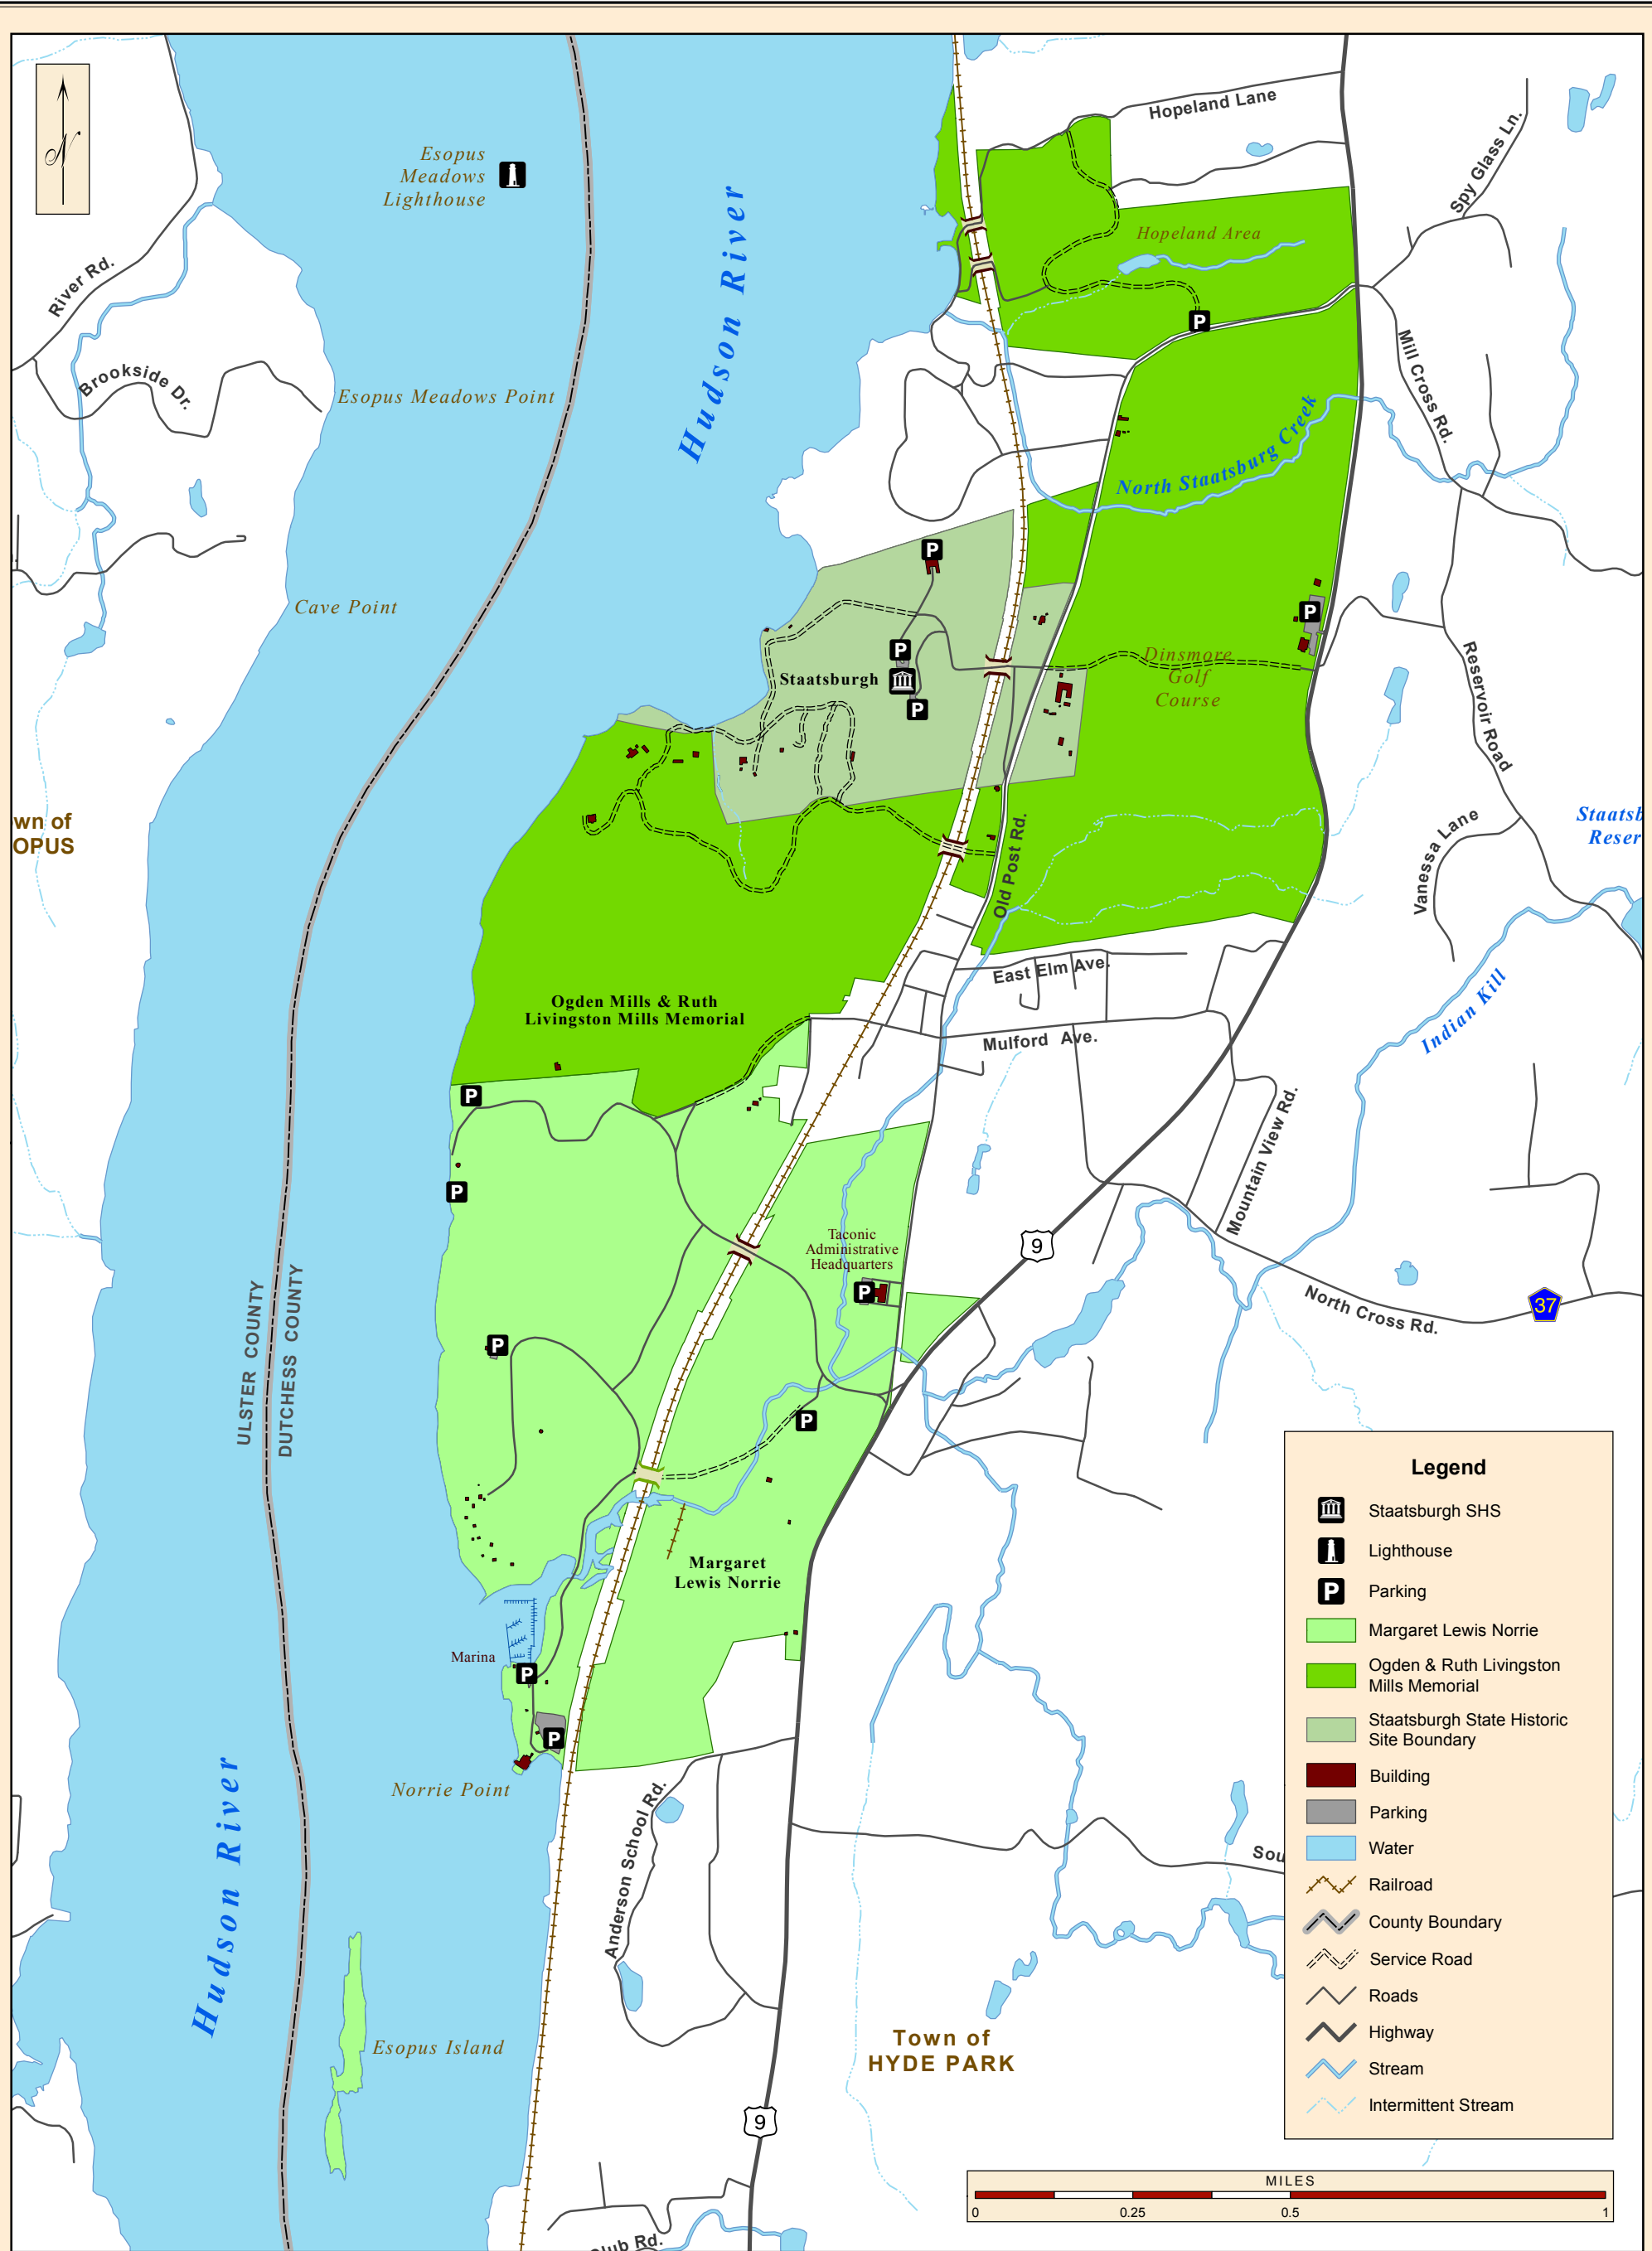 N
Hopeland Lane
Spy Glass Ln.
Esopus
Meadows
Lighthouse
Hudson River
Hopeland Area
River Rd.
P
Mill Cross Rd.
Brookside Dr.
Esopus Meadows Point
North Staatsburg Creek
P
Cave Point
P
P
Staatsburgh
P
Dinsmore
Golf
Course
Reservoir Road
wn of
OPUS
Old Post Rd.
Vanessa Lane
Staatsb
Reser
East Elm Ave.
Ogden Mills & Ruth
Livingston Mills Memorial
Mulford Ave.
Indian Kill
P
Mountain View Rd.
P
Taconic
Administrative
Headquarters
P
9
North Cross Rd.
37
ULSTER COUNTY
DUTCHESS COUNTY
P
P
Margaret
Lewis Norrie
Marina
P
P
Norrie Point
Anderson School Rd.
Sou
Hudson River
Esopus Island
Town of
HYDE PARK
9
lub Rd.
Legend
Staatsburgh SHS
Lighthouse
P Parking
Margaret Lewis Norrie
Ogden & Ruth Livingston
Mills Memorial
Staatsburgh State Historic
Site Boundary
Building
Parking
Water
Railroad
County Boundary
Service Road
Roads
Highway
Stream
Intermittent Stream
MILES
0 0.25 0.5 1